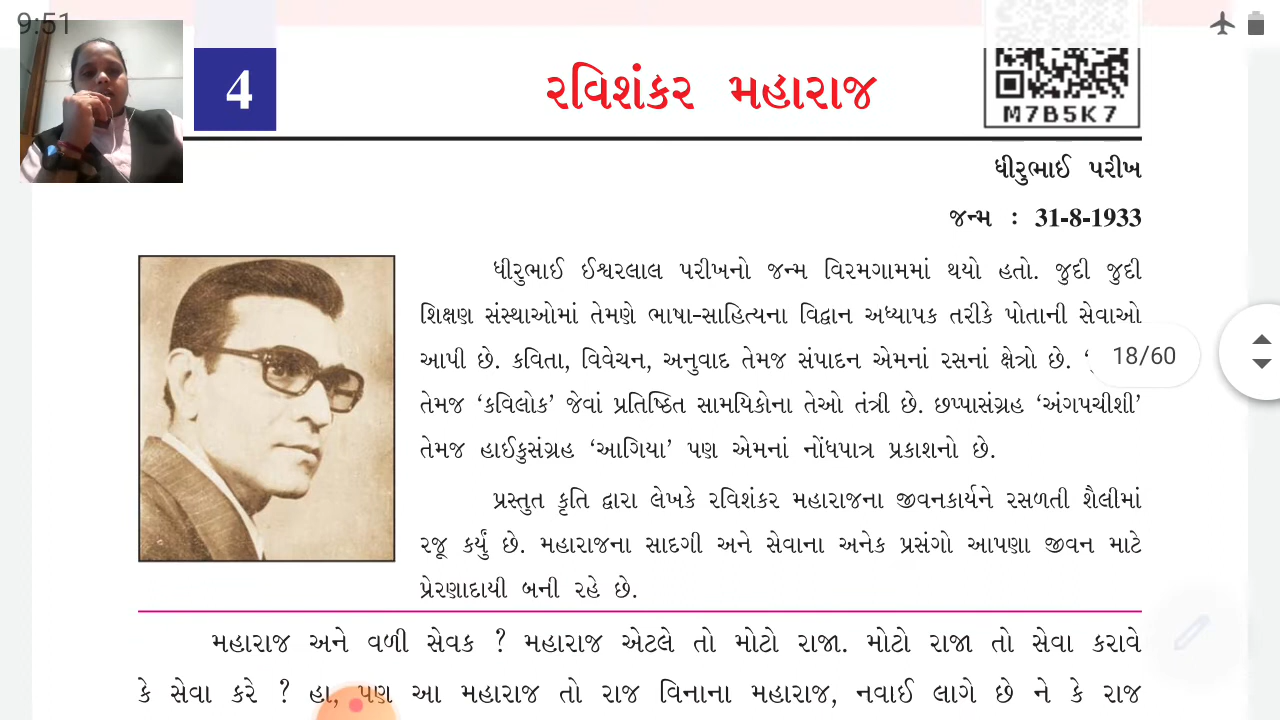 9:51
4
રવિશંકર મહારાજ
M7B5K7
ધીરુભાઈ પરીખ
જન્મ : 31-8-1933
ધીરુભાઈ ઈશ્વરલાલ પરીખનો જન્મ વિરમગામમાં થયો હતો. જુદી જુદી
શિક્ષણ સંસ્થાઓમાં તેમણે ભાષા-સાહિત્યના વિદ્વાન અધ્યાપક તરીકે પોતાની સેવાઓ
આપી છે. કવિતા, વિવેચન, અનુવાદ તેમજ સંપાદન એમનાં રસનાં ક્ષેત્રો છે. ‘
18/60
તેમજ ‘કવિલોક’ જેવાં પ્રતિષ્ઠિત સામયિકોના તેઓ તંત્રી છે. છપ્પાસંગ્રહ ‘અંગપચીશી’
તેમજ હાઈકુસંગ્રહ ‘આગિયા’ પણ એમનાં નોંધપાત્ર પ્રકાશનો છે.
પ્રસ્તુત કૃતિ દ્વારા લેખકે રવિશંકર મહારાજના જીવનકાર્યને રસળતી શૈલીમાં
રજૂ કર્યું છે. મહારાજના સાદગી અને સેવાના અનેક પ્રસંગો આપણા જીવન માટે
પ્રેરણાદાયી બની રહે છે.
મહારાજ અને વળી સેવક ? મહારાજ એટલે તો મોટો રાજા. મોટો રાજા તો સેવા કરાવે
કે સેવા કરે ? હા, પણ આ મહારાજ તો રાજ વિનાના મહારાજ, નવાઈ લાગે છે ને કે રાજ